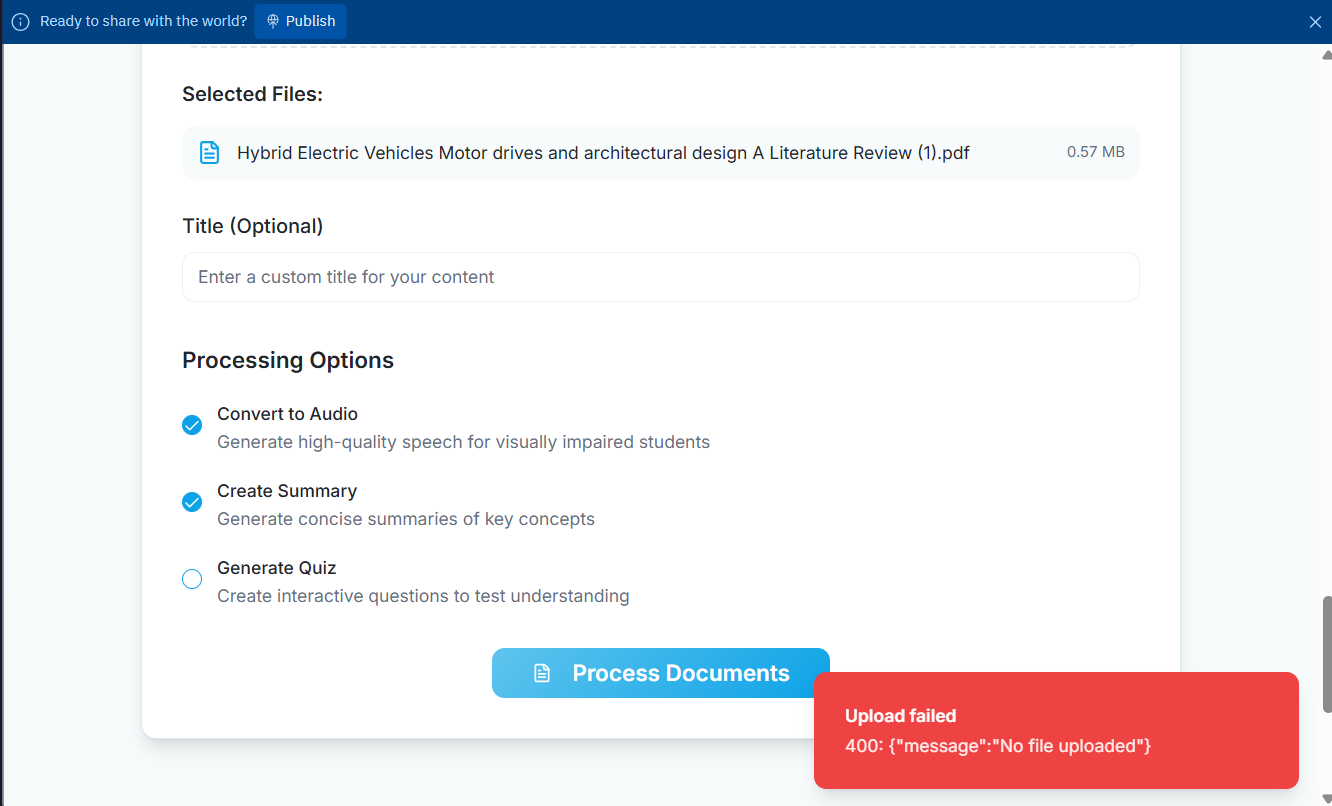 Ready to share with the world?
Publish
Selected Files:
Hybrid Electric Vehicles Motor drives and architectural design A Literature Review (1).pdf
0.57 MB
Title (Optional)
Enter a custom title for your content
Processing Options
Convert to Audio
Generate high-quality speech for visually impaired students
Create Summary
Generate concise summaries of key concepts
Generate Quiz
Create interactive questions to test understanding
Process Documents
Upload failed
400: {"message":"No file uploaded"}